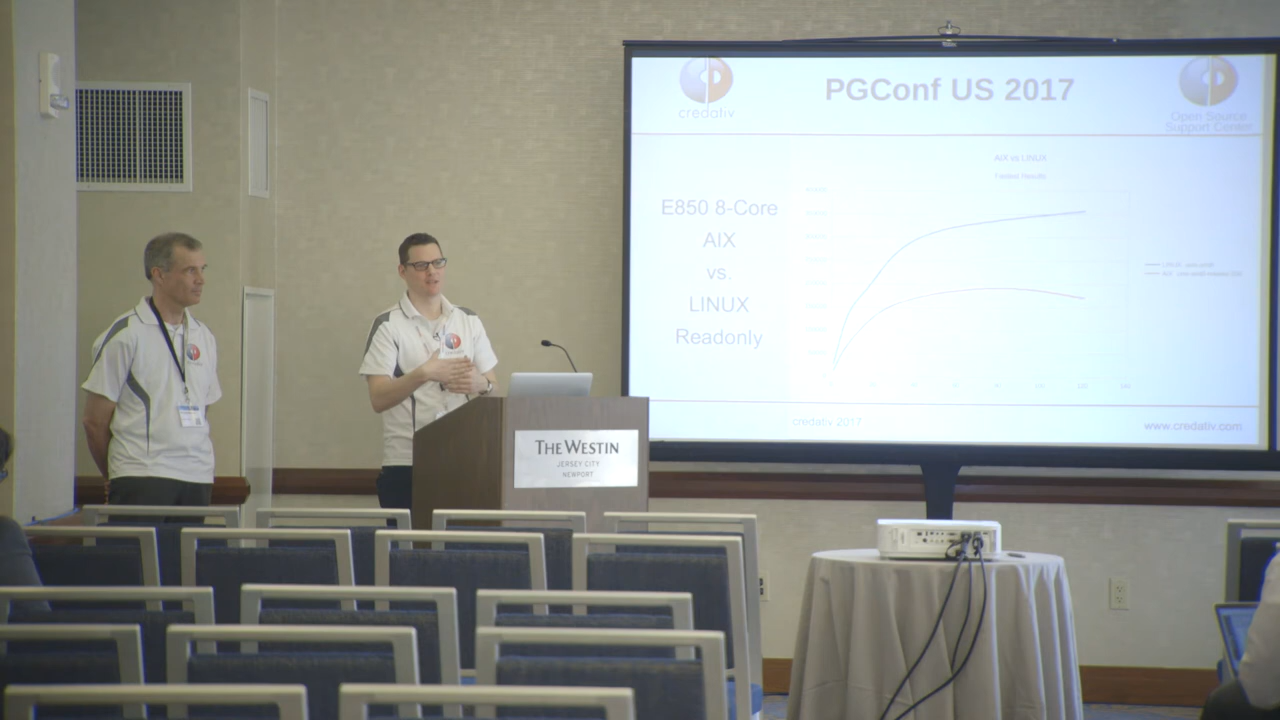 credativ
PGConf US 2017
Open Source
Support Center
AIX vs LINUX
E850 8-Core
AIX
vs.
LINUX
Readonly
credativ 2017
www.credativ.com
THE WESTIN
JERSEY CITY
NEWPORT